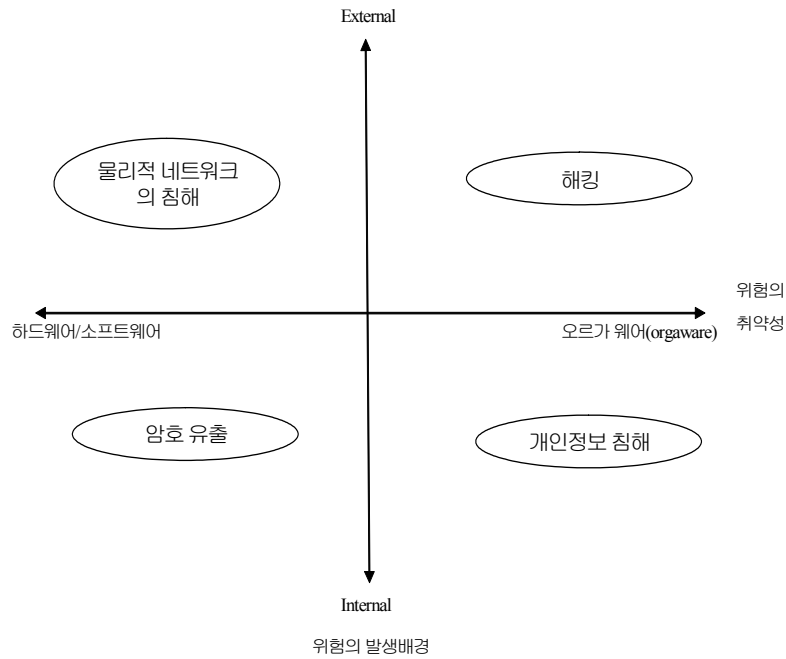 External
물리적 네트워크
의 침해
해킹
위험의
취약성
하드웨어/소프트웨어
오르가 웨어(orgaware)
암호 유출
개인정보 침해
Internal
위험의 발생배경